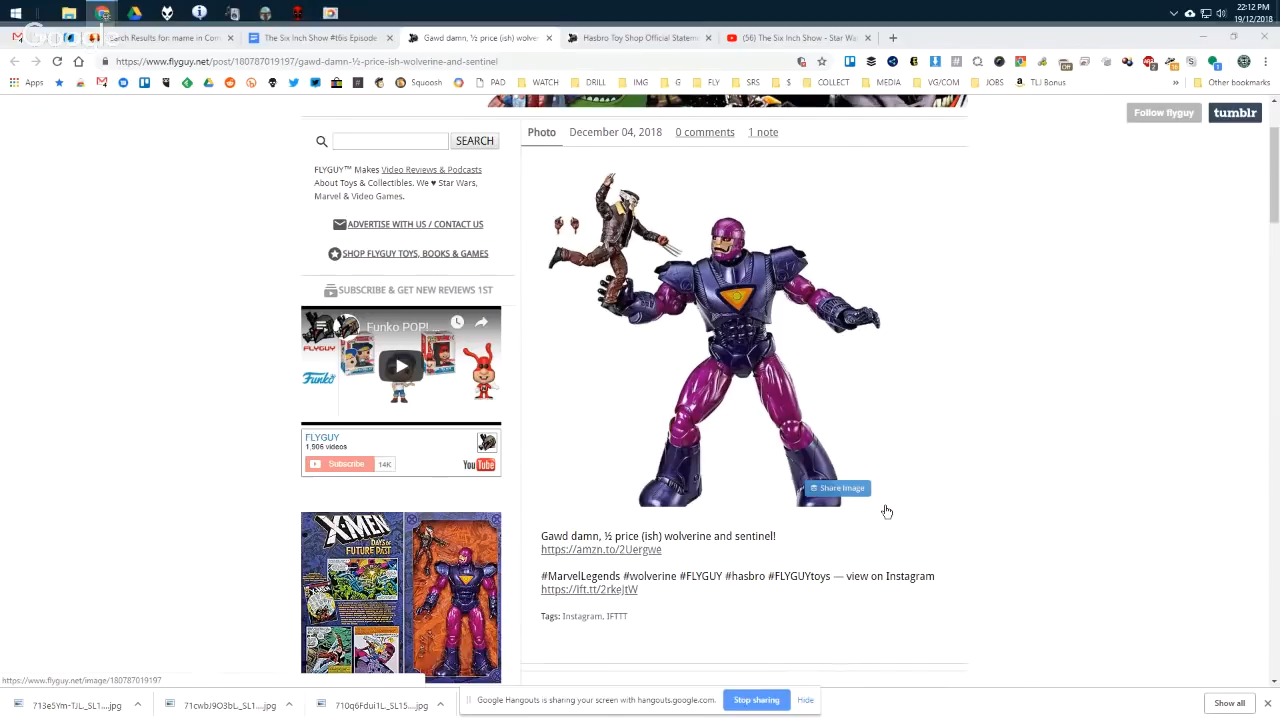 22:12 PM
19/12/2018
Search Results for mame in Com
The Six Inch Show #t6is Episode
Gawd damn, ½ price (ish) wolver
Hasbro Toy Shop Official Stateme
(56) The Six Inch Show - Star Wa
https://www.flyguy.net/post/180787019197/gawd-damn-½-price-ish-wolverine-and-sentinel
Apps
Squoosh
PAD
WATCH
DRILL
IMG
G
FLY
SRS
$
COLLECT
MEDIA
VG/COM
JOBS
TLJ Bonus
Other bookmarks
Follow flyguy
tumblr
SEARCH
Photo
December 04, 2018
0 comments
1 note
FLYGUY™ Makes Video Reviews & Podcasts
About Toys & Collectibles. We ♥ Star Wars,
Marvel & Video Games.
ADVERTISE WITH US / CONTACT US
SHOP FLYGUY TOYS, BOOKS & GAMES
SUBSCRIBE & GET NEW REVIEWS 1ST
Funko POP! ...
FLYGUY
Funko
FLYGUY
1,906 videos
Subscribe
14K
YouTube
X-MEN
DAYS OF
FUTURE PAST
Share Image
Gawd damn, ½ price (ish) wolverine and sentinel!
https://amzn.to/2Uergwe
#MarvelLegends #wolverine #FLYGUY #hasbro #FLYGUYtoys — view on Instagram
https://ift.tt/2rkeJtW
Tags: Instagram, IFTTT
https://www.flyguy.net/image/180787019197
71cwbJ9O3bL._SL1....jpg
710q6Fdui1L._SL15....jpg
Google Hangouts is sharing your screen with hangouts.google.com.
Stop sharing
Hide
Show all